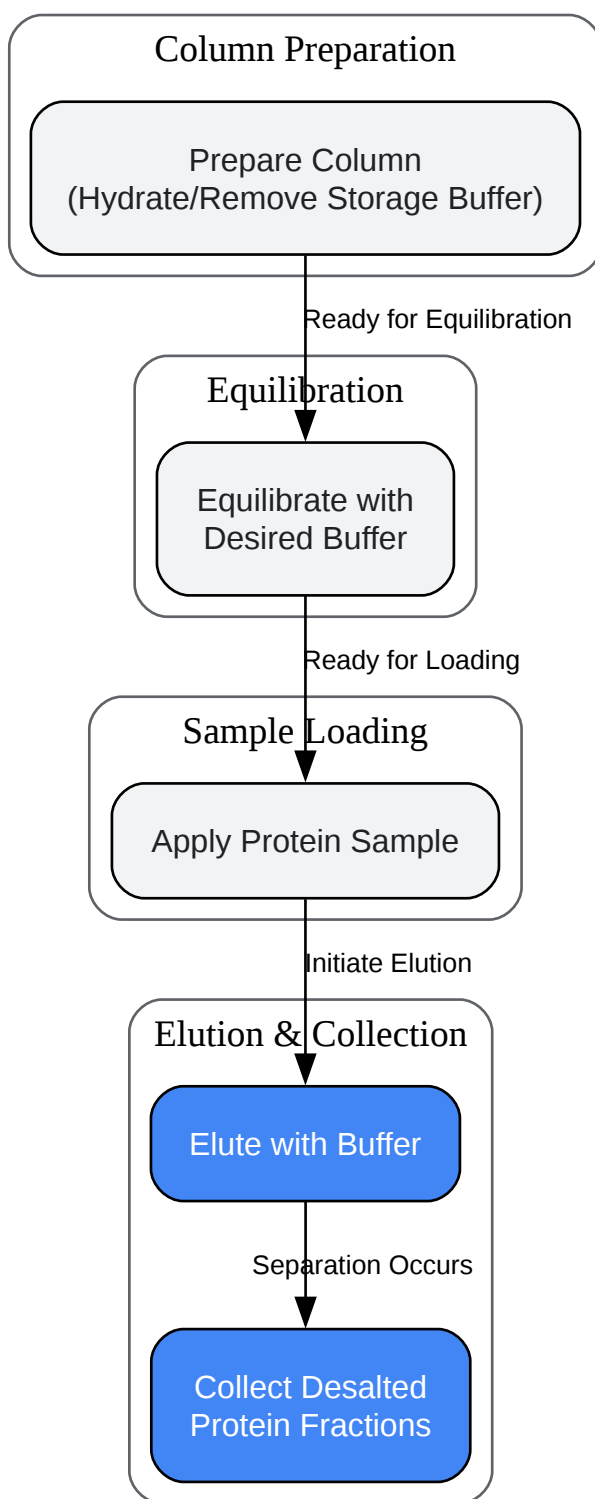 Column Preparation
Prepare Column
(Hydrate/Remove Storage Buffer)
Ready for Equilibration
Equilibration
Equilibrate with
Desired Buffer
Ready for Loading
Sample Loading
Apply Protein Sample
Initiate Elution
Elution & Collection
Elute with Buffer
Separation Occurs
Collect Desalted
Protein Fractions